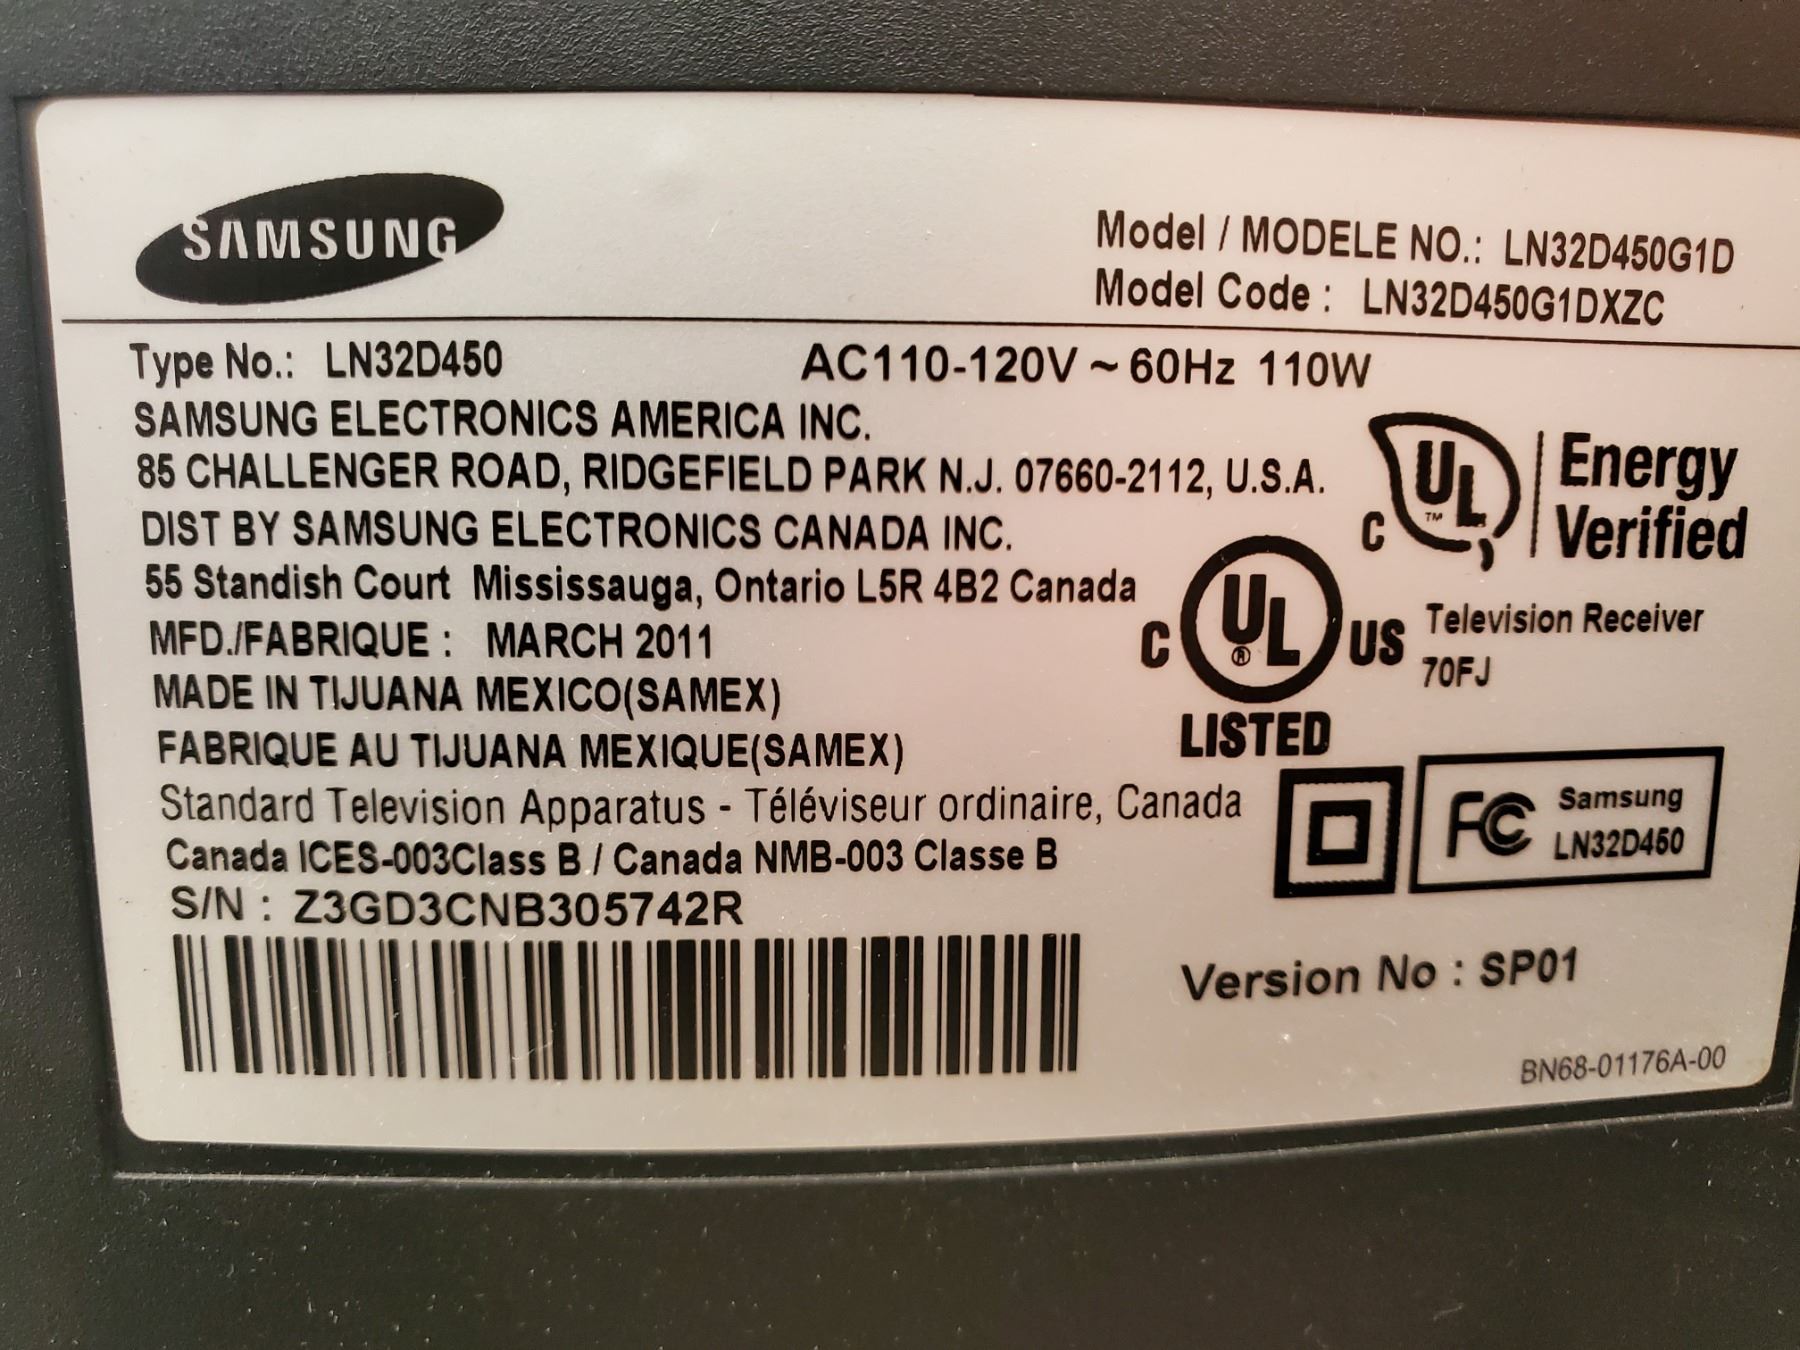 SAMSUNG
Model / MODELE NO.: LN32D450G1D
Model Code : LN32D450G1DXZC
Type No.: LN32D450 AC110-120V ~ 60Hz 110W
SAMSUNG ELECTRONICS AMERICA INC.
85 CHALLENGER ROAD, RIDGEFIELD PARK N.J. 07660-2112, U.S.A.
DIST BY SAMSUNG ELECTRONICS CANADA INC.
55 Standish Court Mississauga, Ontario L5R 4B2 Canada
MFD./FABRIQUE : MARCH 2011
MADE IN TIJUANA MEXICO(SAMEX)
FABRIQUE AU TIJUANA MEXIQUE(SAMEX)
Standard Television Apparatus - Téléviseur ordinaire, Canada
Canada ICES-003Class B / Canada NMB-003 Classe B
S/N : Z3GD3CNB305742R
C UL ™ Energy
Verified
C UL ® US
LISTED
Television Receiver
70FJ
FC Samsung
LN32D450
Version No : SP01
BN68-01176A-00